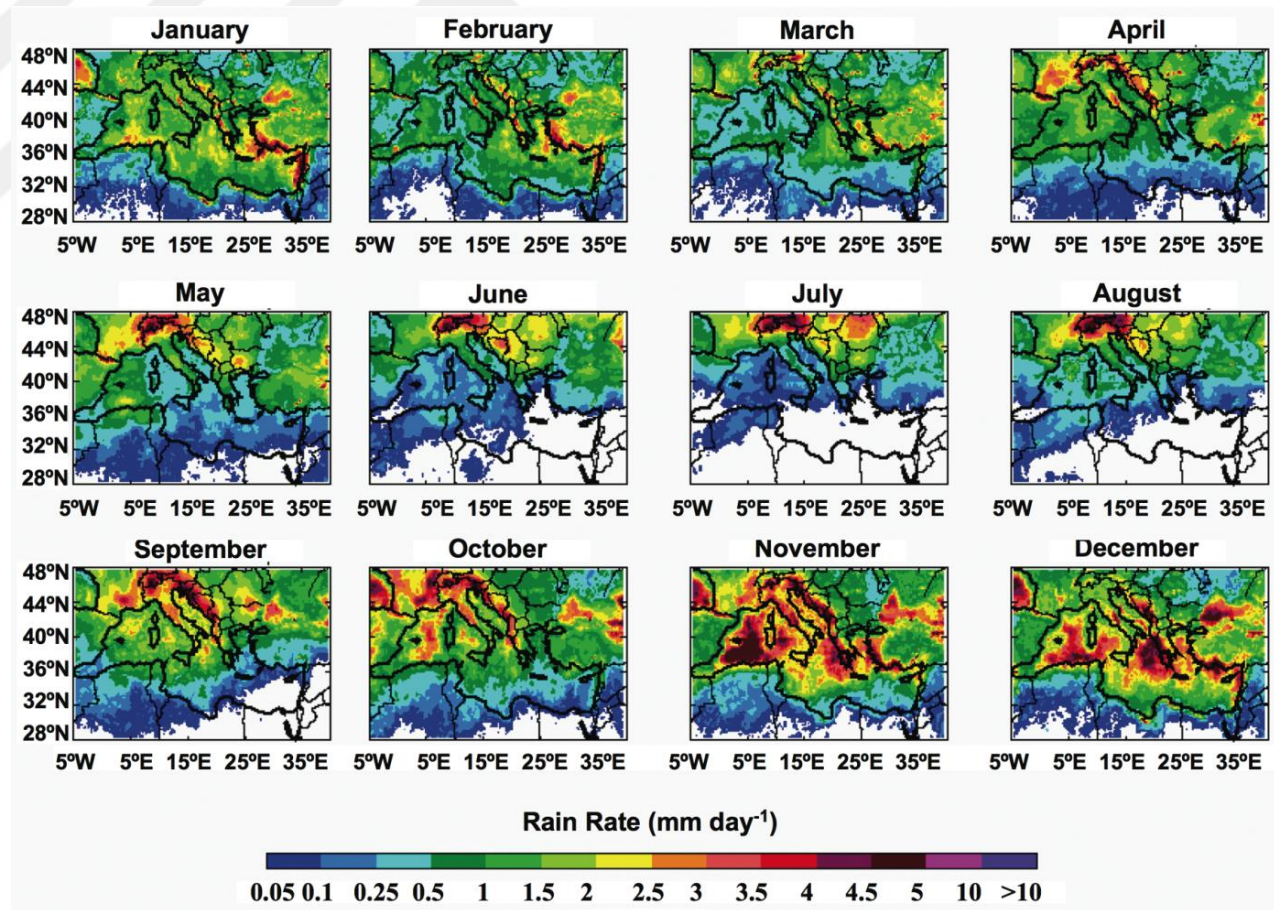 January February March April
48ºN
44ºN
40ºN
36ºN
32ºN
28ºN
5ºW 5ºE 15ºE 25ºE 35ºE 5ºW 5ºE 15ºE 25ºE 35ºE 5ºW 5ºE 15ºE 25ºE 35ºE 5ºW 5ºE 15ºE 25ºE 35ºE
May June July August
48ºN
44ºN
40ºN
36ºN
32ºN
28ºN
5ºW 5ºE 15ºE 25ºE 35ºE 5ºW 5ºE 15ºE 25ºE 35ºE 5ºW 5ºE 15ºE 25ºE 35ºE 5ºW 5ºE 15ºE 25ºE 35ºE
September October November December
48ºN
44ºN
40ºN
36ºN
32ºN
28ºN
5ºW 5ºE 15ºE 25ºE 35ºE 5ºW 5ºE 15ºE 25ºE 35ºE 5ºW 5ºE 15ºE 25ºE 35ºE 5ºW 5ºE 15ºE 25ºE 35ºE
Rain Rate (mm day⁻¹)
0.05 0.1 0.25 0.5 1 1.5 2 2.5 3 3.5 4 4.5 5 10 >10